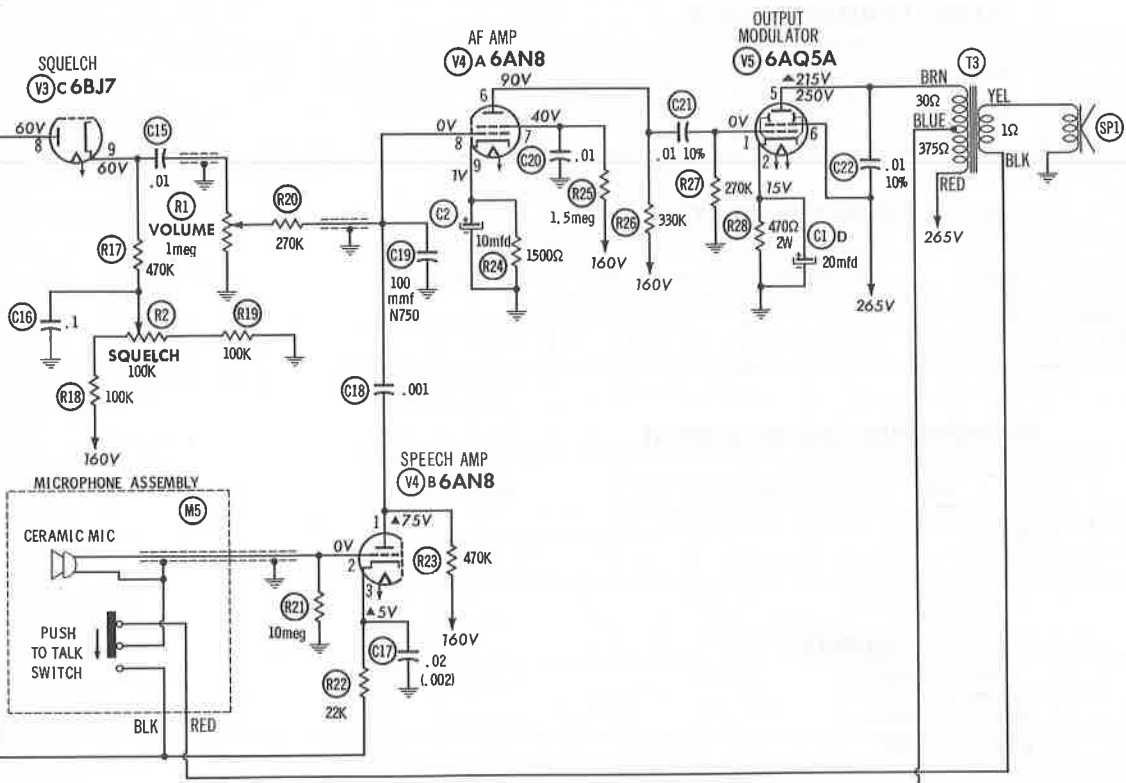 SQUELCH
V3 C 6BJ7
60V
8
9
60V
C15
.01
R1
VOLUME
1meg
R20
270K
R17
470K
C16
.1
R2
SQUELCH
100K
R19
100K
R18
100K
160V
AF AMP
V4 A 6AN8
90V
6
0V
8
40V
7
9
1V
C20
.01
R25
1.5meg
160V
C2
10mfd
R24
1500Ω
C19
100
mmf
N750
C18
.001
R26
330K
160V
C21
.01 10%
R27
270K
OUTPUT
MODULATOR
V5 6AQ5A
▲215V
250V
5
0V
1
6
2
15V
R28
470Ω
2W
C1 D
20mfd
C22
.01
10%
265V
T3
BRN
30Ω
BLUE
375Ω
RED
265V
YEL
1Ω
BLK
SP1
SPEECH AMP
V4 B 6AN8
1
▲75V
0V
2
3
▲5V
R23
470K
160V
R21
10meg
C17
.02
(.002)
R22
22K
MICROPHONE ASSEMBLY
M5
CERAMIC MIC
PUSH
TO TALK
SWITCH
BLK
RED